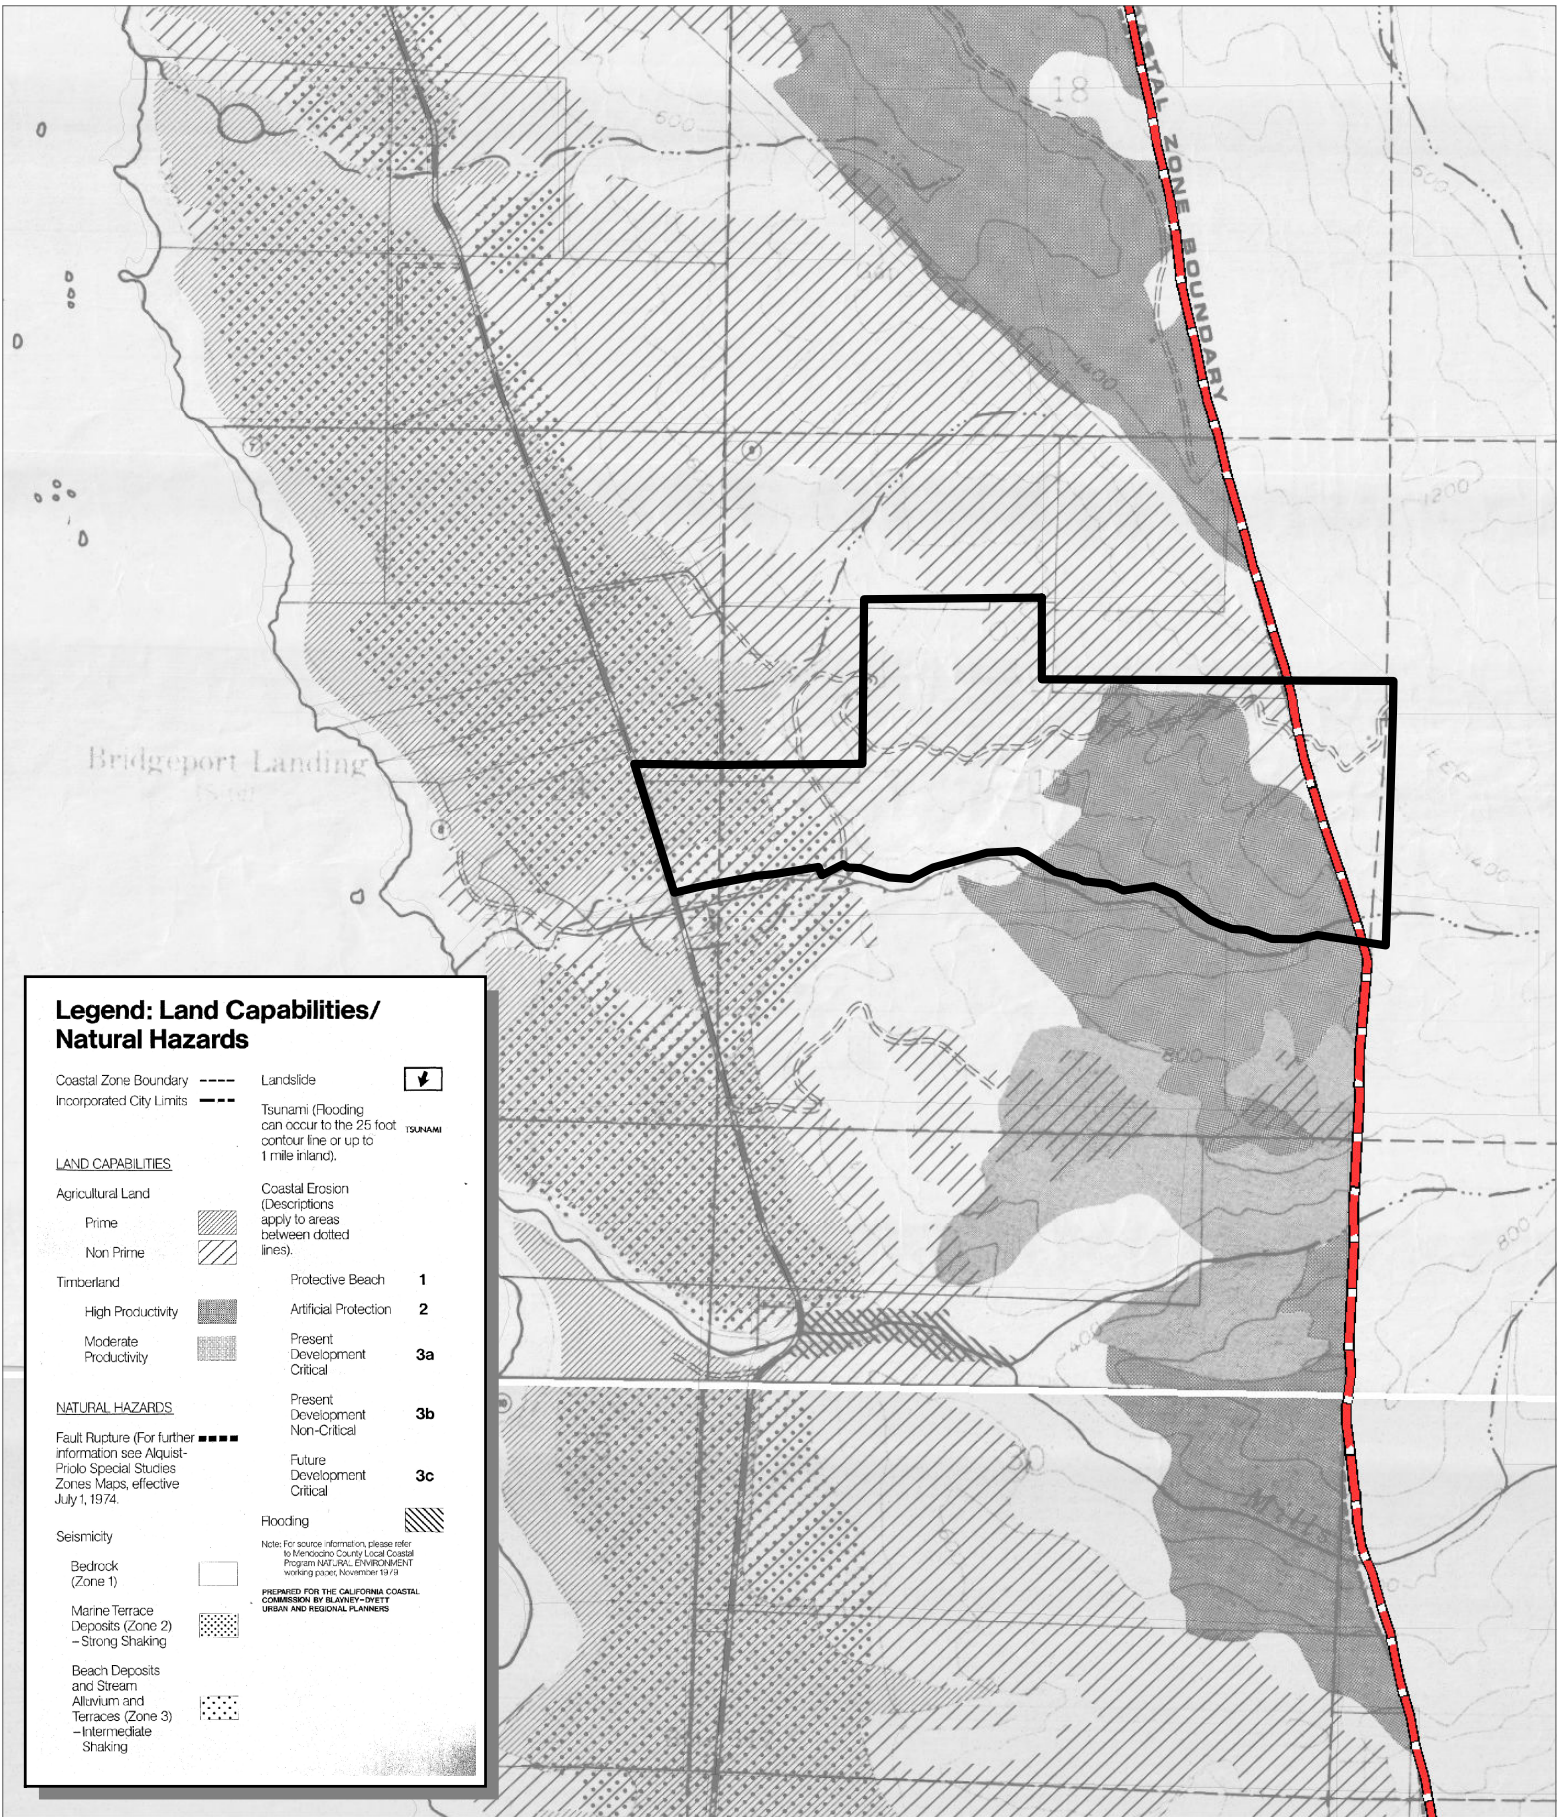 COASTAL ZONE BOUNDARY
18
600
600
1400
1200
Bridgeport Landing
1400
800
800
400
Mills
Legend: Land Capabilities/
Natural Hazards
Coastal Zone Boundary
Incorporated City Limits
LAND CAPABILITIES
Agricultural Land
Prime
Non Prime
Timberland
High Productivity
Moderate
Productivity
NATURAL HAZARDS
Fault Rupture (For further
information see Alquist-
Priolo Special Studies
Zones Maps, effective
July 1, 1974.
Seismicity
Bedrock
(Zone 1)
Marine Terrace
Deposits (Zone 2)
–Strong Shaking
Beach Deposits
and Stream
Alluvium and
Terraces (Zone 3)
–Intermediate
Shaking
Landslide
Tsunami (Flooding
can occur to the 25 foot
contour line or up to
1 mile inland).
TSUNAMI
Coastal Erosion
(Descriptions
apply to areas
between dotted
lines).
Protective Beach 1
Artificial Protection 2
Present
Development 3a
Critical
Present
Development 3b
Non-Critical
Future
Development 3c
Critical
Flooding
Note: For source information, please refer
to Mendocino County Local Coastal
Program NATURAL ENVIRONMENT
working paper, November 1979
PREPARED FOR THE CALIFORNIA COASTAL
COMMISSION BY BLAYNEY–DYETT
URBAN AND REGIONAL PLANNERS